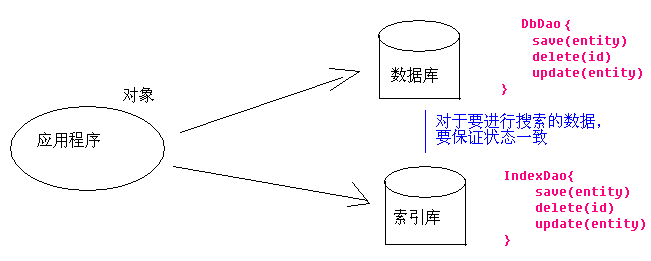 对象
应用程序
数据库
DbDao{
save(entity)
delete(id)
update(entity)
}
对于要进行搜索的数据，
要保证状态一致
索引库
IndexDao{
save(entity)
delete(id)
update(entity)
}